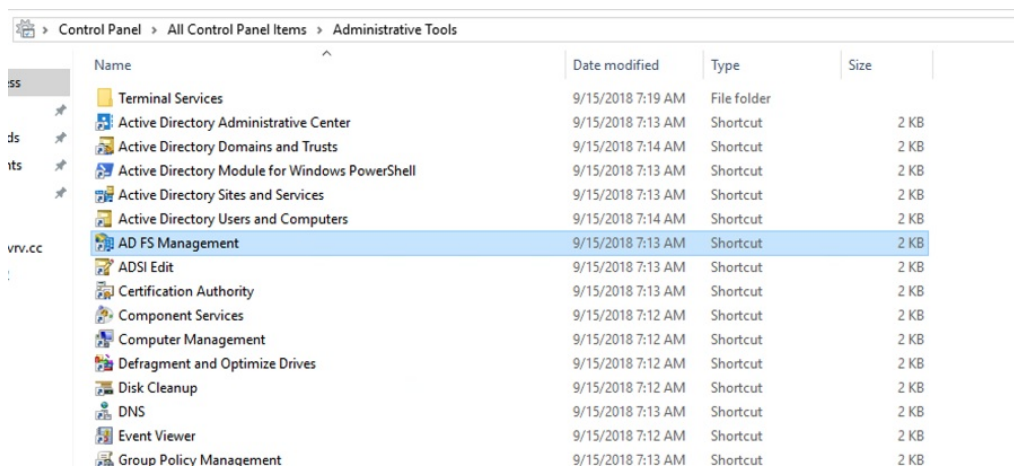 Control Panel > All Control Panel Items > Administrative Tools
Name Date modified Type Size
Terminal Services 9/15/2018 7:19 AM File folder
Active Directory Administrative Center 9/15/2018 7:13 AM Shortcut 2 KB
Active Directory Domains and Trusts 9/15/2018 7:14 AM Shortcut 2 KB
Active Directory Module for Windows PowerShell 9/15/2018 7:13 AM Shortcut 2 KB
Active Directory Sites and Services 9/15/2018 7:13 AM Shortcut 2 KB
Active Directory Users and Computers 9/15/2018 7:14 AM Shortcut 2 KB
vrv.cc AD FS Management 9/15/2018 7:13 AM Shortcut 2 KB
ADSI Edit 9/15/2018 7:13 AM Shortcut 2 KB
Certification Authority 9/15/2018 7:13 AM Shortcut 2 KB
Component Services 9/15/2018 7:12 AM Shortcut 2 KB
Computer Management 9/15/2018 7:12 AM Shortcut 2 KB
Defragment and Optimize Drives 9/15/2018 7:12 AM Shortcut 2 KB
Disk Cleanup 9/15/2018 7:12 AM Shortcut 2 KB
DNS 9/15/2018 7:13 AM Shortcut 2 KB
Event Viewer 9/15/2018 7:12 AM Shortcut 2 KB
Group Policy Management 9/15/2018 7:13 AM Shortcut 2 KB